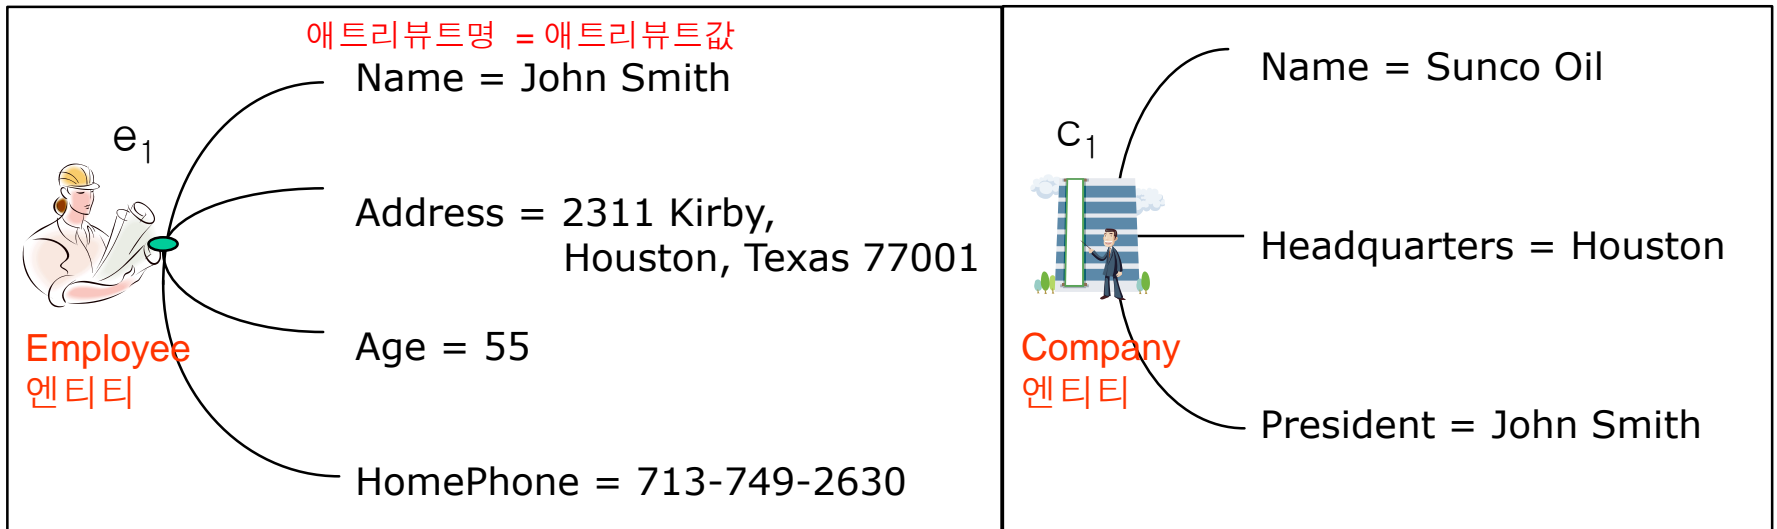 애트리뷰트명 = 애트리뷰트값
Name = John Smith
e1
Address = 2311 Kirby,
Houston, Texas 77001
Employee
엔티티
Age = 55
HomePhone = 713-749-2630
Name = Sunco Oil
c1
Headquarters = Houston
Company
엔티티
President = John Smith